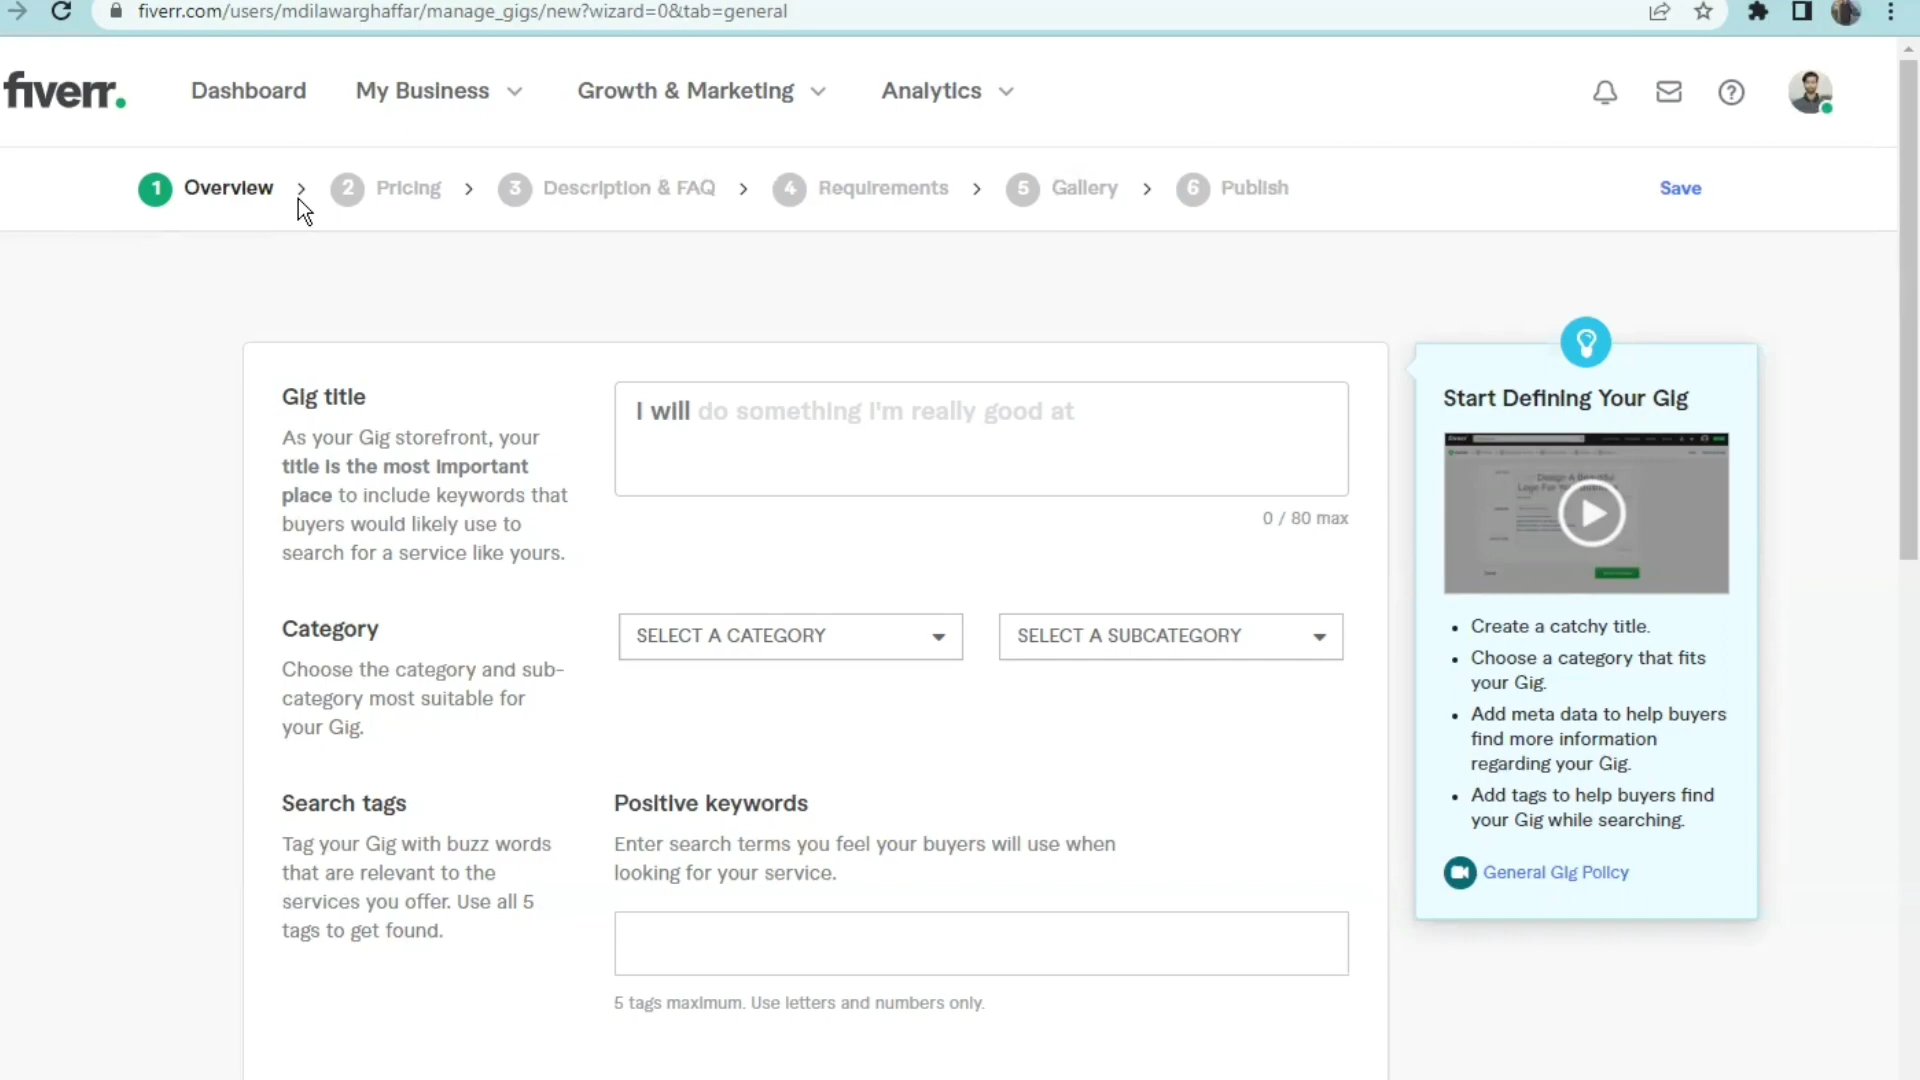 fiverr.com/users/mdilawarghaffar/manage_gigs/new?wizard=0&tab=general
fiverr.
Dashboard
My Business
Growth & Marketing
Analytics
1 Overview
2 Pricing
3 Description & FAQ
4 Requirements
5 Gallery
6 Publish
Save
Gig title
As your Gig storefront, your
title is the most important
place to include keywords that
buyers would likely use to
search for a service like yours.
I will do something I'm really good at
0 / 80 max
Category
Choose the category and sub-
category most suitable for
your Gig.
SELECT A CATEGORY
SELECT A SUBCATEGORY
Search tags
Tag your Gig with buzz words
that are relevant to the
services you offer. Use all 5
tags to get found.
Positive keywords
Enter search terms you feel your buyers will use when
looking for your service.
5 tags maximum. Use letters and numbers only.
Start Defining Your Gig
• Create a catchy title.
• Choose a category that fits
your Gig.
• Add meta data to help buyers
find more information
regarding your Gig.
• Add tags to help buyers find
your Gig while searching.
General Gig Policy